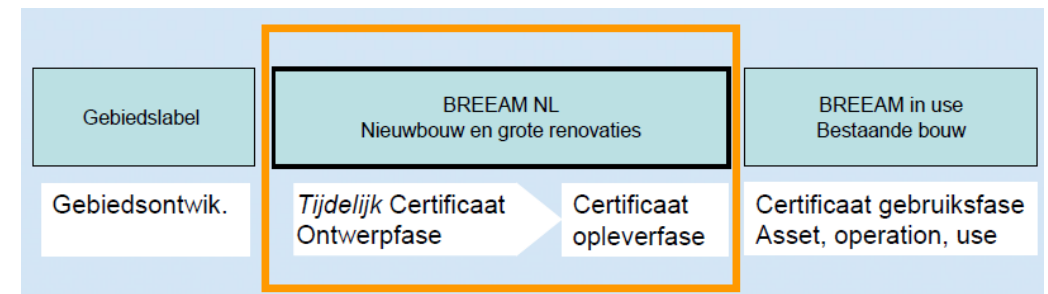 Gebiedslabel
BREEAM NL
Nieuwbouw en grote renovaties
BREEAM in use
Bestaande bouw
Gebiedsontwik.
Tijdelijk Certificaat
Ontwerpfase
Certificaat
opleverfase
Certificaat gebruiksfase
Asset, operation, use